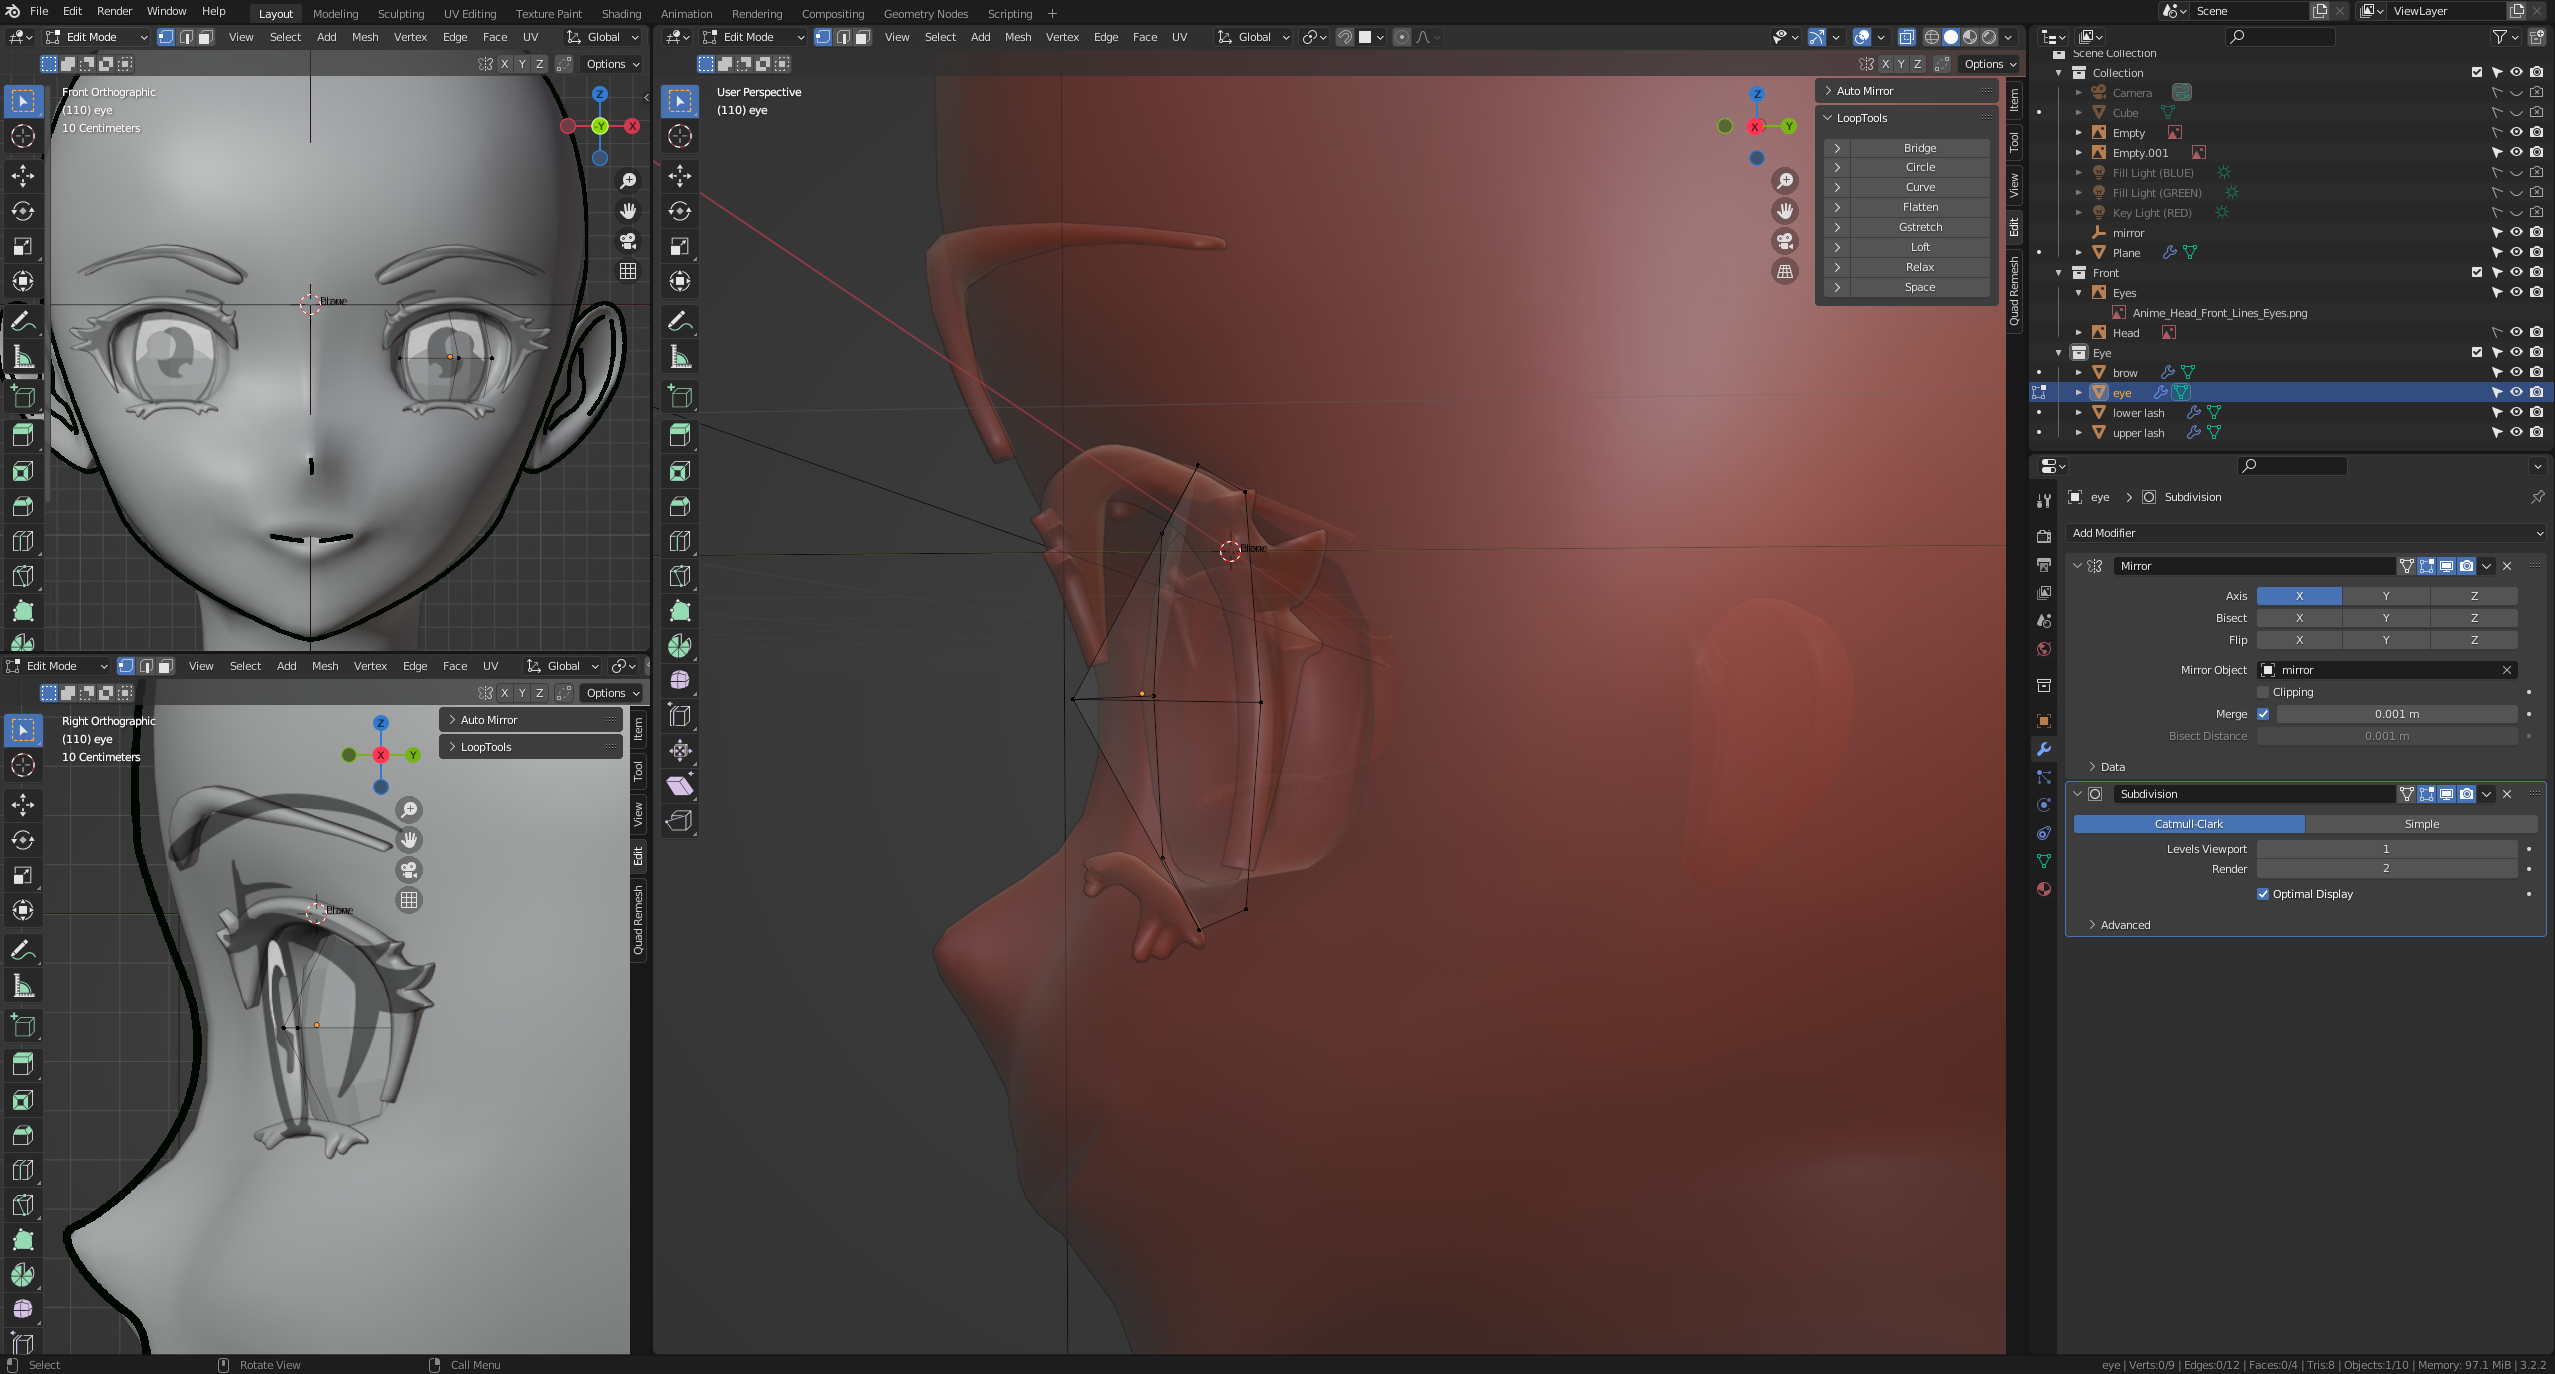 File Edit Render Window Help Layout Modeling Sculpting UV Editing Texture Paint Shading Animation Rendering Compositing Geometry Nodes Scripting + Scene ViewLayer
Edit Mode View Select Add Mesh Vertex Edge Face UV Global
X Y Z Options
Front Orthographic
(110) eye
10 Centimeters
Z
-Y X
Edit Mode View Select Add Mesh Vertex Edge Face UV Global
Right Orthographic
(110) eye
10 Centimeters
X Y Z Options
Auto Mirror
LoopTools
Z
X Y
Item
Tool
View
Edit
Quad Remesh
Edit Mode View Select Add Mesh Vertex Edge Face UV Global
X Y Z Options
User Perspective
(110) eye
Z
X Y
Auto Mirror
LoopTools
Bridge
Circle
Curve
Flatten
Gstretch
Loft
Relax
Space
Item
Tool
View
Edit
Quad Remesh
Scene Collection
Collection
Camera
Cube
Empty
Empty.001
Fill Light (BLUE)
Fill Light (GREEN)
Key Light (RED)
mirror
Plane
Front
Eyes
Anime_Head_Front_Lines_Eyes.png
Head
Eye
brow
eye
lower lash
upper lash
eye Subdivision
Add Modifier
Mirror
Axis X Y Z
Bisect X Y Z
Flip X Y Z
Mirror Object mirror
Clipping
Merge 0.001 m
Bisect Distance 0.001 m
Data
Subdivision
Catmull-Clark Simple
Levels Viewport 1
Render 2
Optimal Display
Advanced
Select Rotate View Call Menu
eye | Verts:0/9 | Edges:0/12 | Faces:0/4 | Tris:8 | Objects:1/10 | Memory: 97.1 MiB | 3.2.2